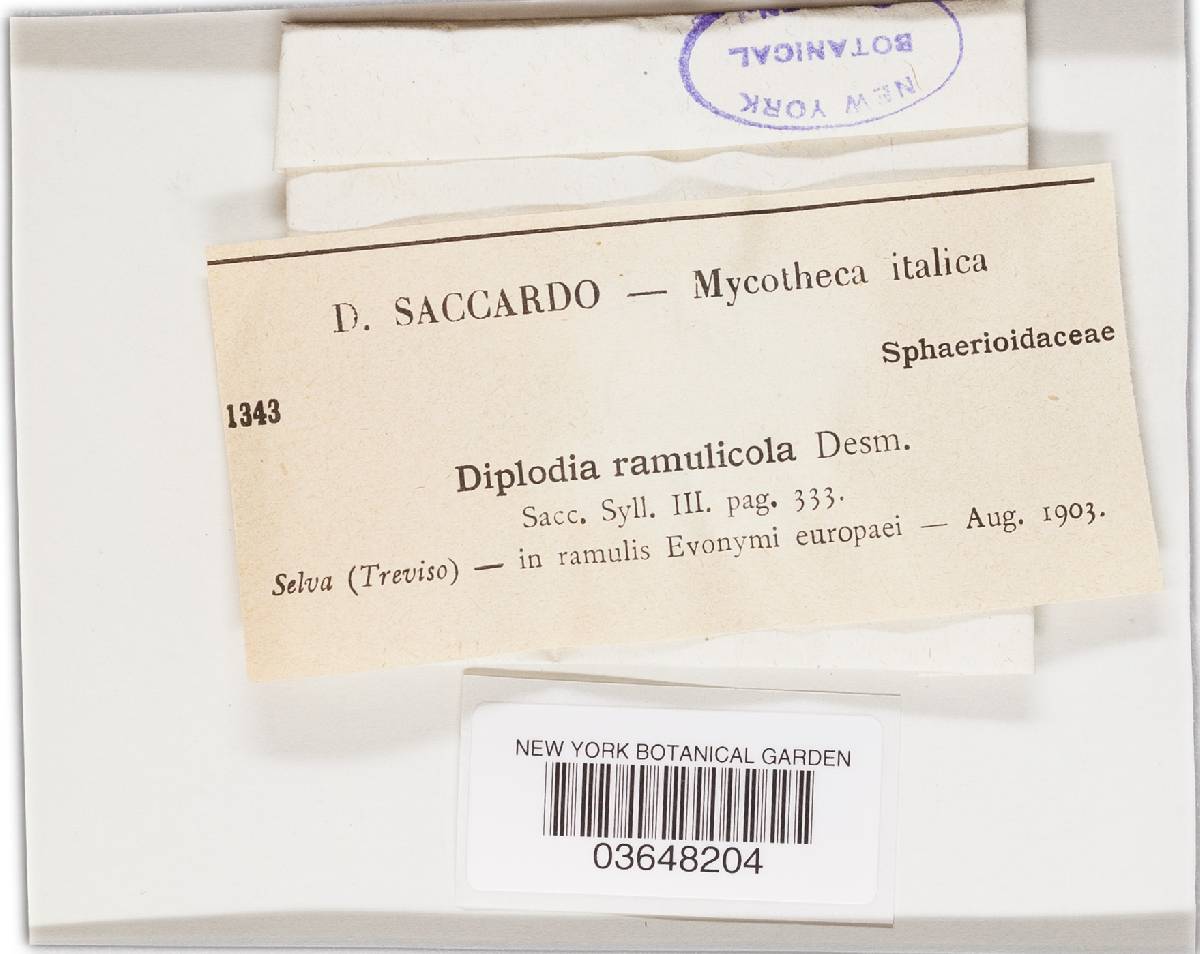 NEW YORK
BOTANICAL
D. SACCARDO — Mycotheca italica
Sphaerioidaceae
1343
Diplodia ramulicola Desm.
Sacc. Syll. III. pag. 333.
Selva (Treviso) — in ramulis Evonymi europaei — Aug. 1903.
NEW YORK BOTANICAL GARDEN
03648204